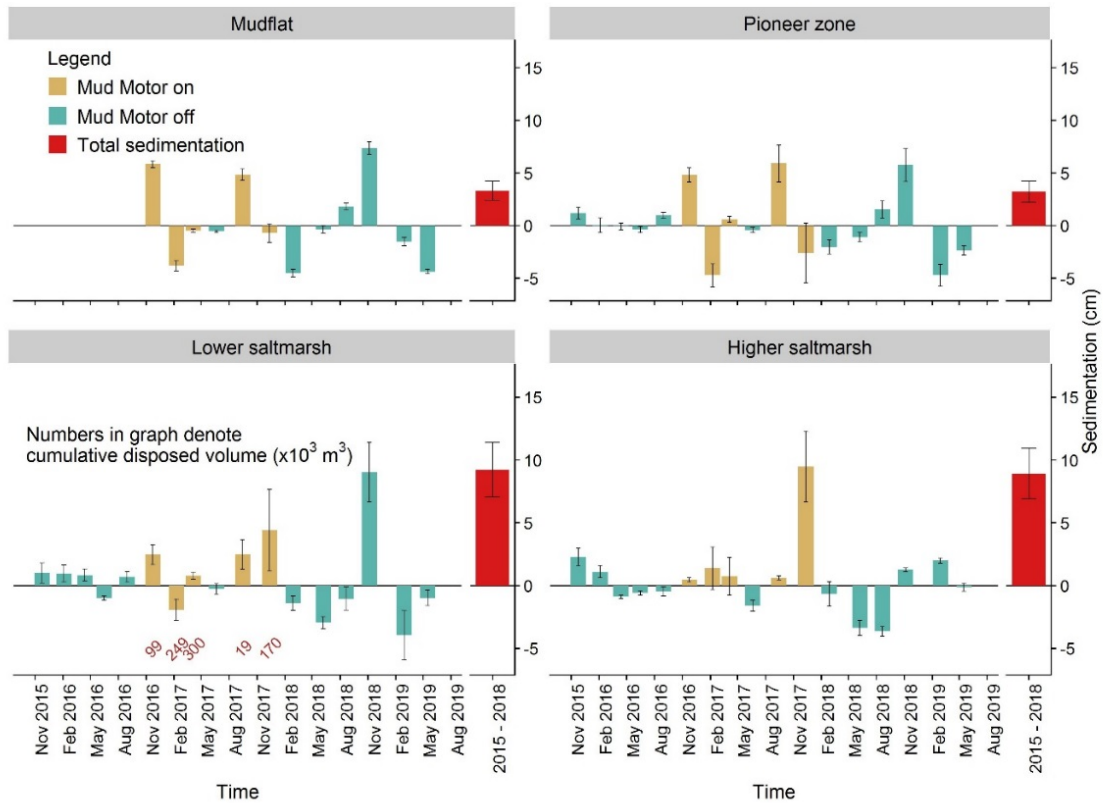 Mudflat
Pioneer zone
Legend
Mud Motor on
Mud Motor off
Total sedimentation
15
10
5
0
-5
15
10
5
0
-5
Lower saltmarsh
Higher saltmarsh
Numbers in graph denote
cumulative disposed volume (x10³ m³)
99
249
300
19
170
15
10
5
0
-5
15
10
5
0
-5
Sedimentation (cm)
Nov 2015
Feb 2016
May 2016
Aug 2016
Nov 2016
Feb 2017
May 2017
Aug 2017
Nov 2017
Feb 2018
May 2018
Aug 2018
Nov 2018
Feb 2019
May 2019
Aug 2019
2015 - 2018
Nov 2015
Feb 2016
May 2016
Aug 2016
Nov 2016
Feb 2017
May 2017
Aug 2017
Nov 2017
Feb 2018
May 2018
Aug 2018
Nov 2018
Feb 2019
May 2019
Aug 2019
2015 - 2018
Time
Time